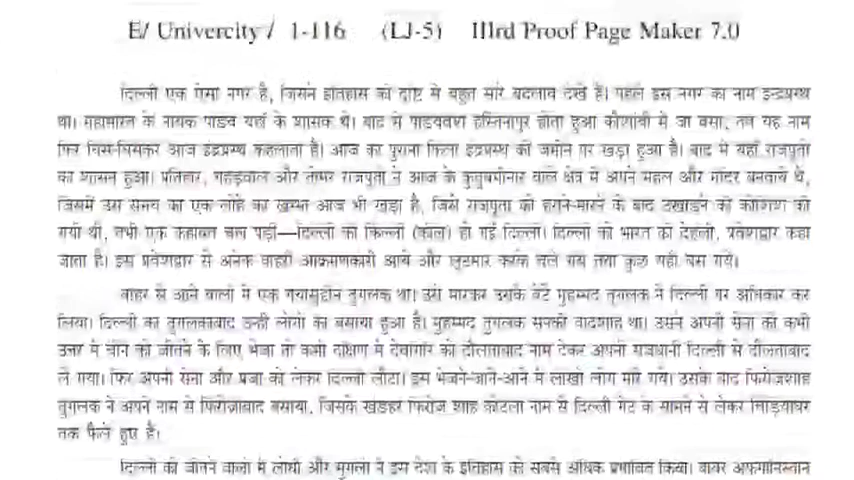 E/ Univercity / 1-116 (LJ-5) IIIrd Proof Page Maker 7.0
दिल्ली एक ऐसा नगर है, जिसने इतिहास की दृष्टि से बहुत सारे बदलाव देखे हैं। पहले इस नगर का नाम इन्द्रप्रस्थ
था। महाभारत के नायक पांडव यहां के शासक थे। बाद में पांडववंश हस्तिनापुर होता हुआ कौशांबी में जा बसा, तब यह नाम
फिर घिस-घिसकर आज इंद्रप्रस्थ कहलाता है। आज का पुराना किला इंद्रप्रस्थ की जमीन पर खड़ा हुआ है। बाद में यहाँ राजपूतों
का शासन हुआ। प्रतिहार, गहड़वाल और तोमर राजपूतों ने आज के कुतुबमीनार वाले क्षेत्र में अपने महल और मंदिर बनवाये थे,
जिसमें उस समय का एक लोहे का खम्भा आज भी खड़ा है, जिसे राजपूतों को हराने-मारने के बाद उखाड़ने की कोशिश की
गयी थी, तभी एक कहावत चल पड़ी—दिल्ली की किल्ली (कील) हो गई दिल्ली। दिल्ली को भारत की देहली, प्रवेशद्वार कहा
जाता है। इस प्रवेशद्वार से अनेक बाहरी आक्रमणकारी आये और लूटमार करके चले गये तथा कुछ यहीं बस गये।
बाहर से आने वालों में एक गयासुद्दीन तुगलक था। उसे मारकर उसके बेटे मुहम्मद तुगलक ने दिल्ली पर अधिकार कर
लिया। दिल्ली का तुगलकाबाद उन्हीं लोगों का बसाया हुआ है। मुहम्मद तुगलक सनकी बादशाह था। उसने अपनी सेना को कभी
उत्तर में चीन को जीतने के लिए भेजा तो कभी दक्षिण में देवगिरि को दौलताबाद नाम देकर अपनी राजधानी दिल्ली से दौलताबाद
ले गया। फिर अपनी सेना और प्रजा को लेकर दिल्ली लौटा। इस भेजने-जाने-आने में लाखों लोग मारे गये। उसके बाद फिरोजशाह
तुगलक ने अपने नाम से फिरोजाबाद बसाया, जिसके खंडहर फिरोज शाह कोटला नाम से दिल्ली गेट के सामने से लेकर चिड़ियाघर
तक फैले हुए हैं।
दिल्ली को जीतने वालों में लोधी और मुगलों ने इस देश के इतिहास को सबसे अधिक प्रभावित किया। बाबर अफगानिस्तान